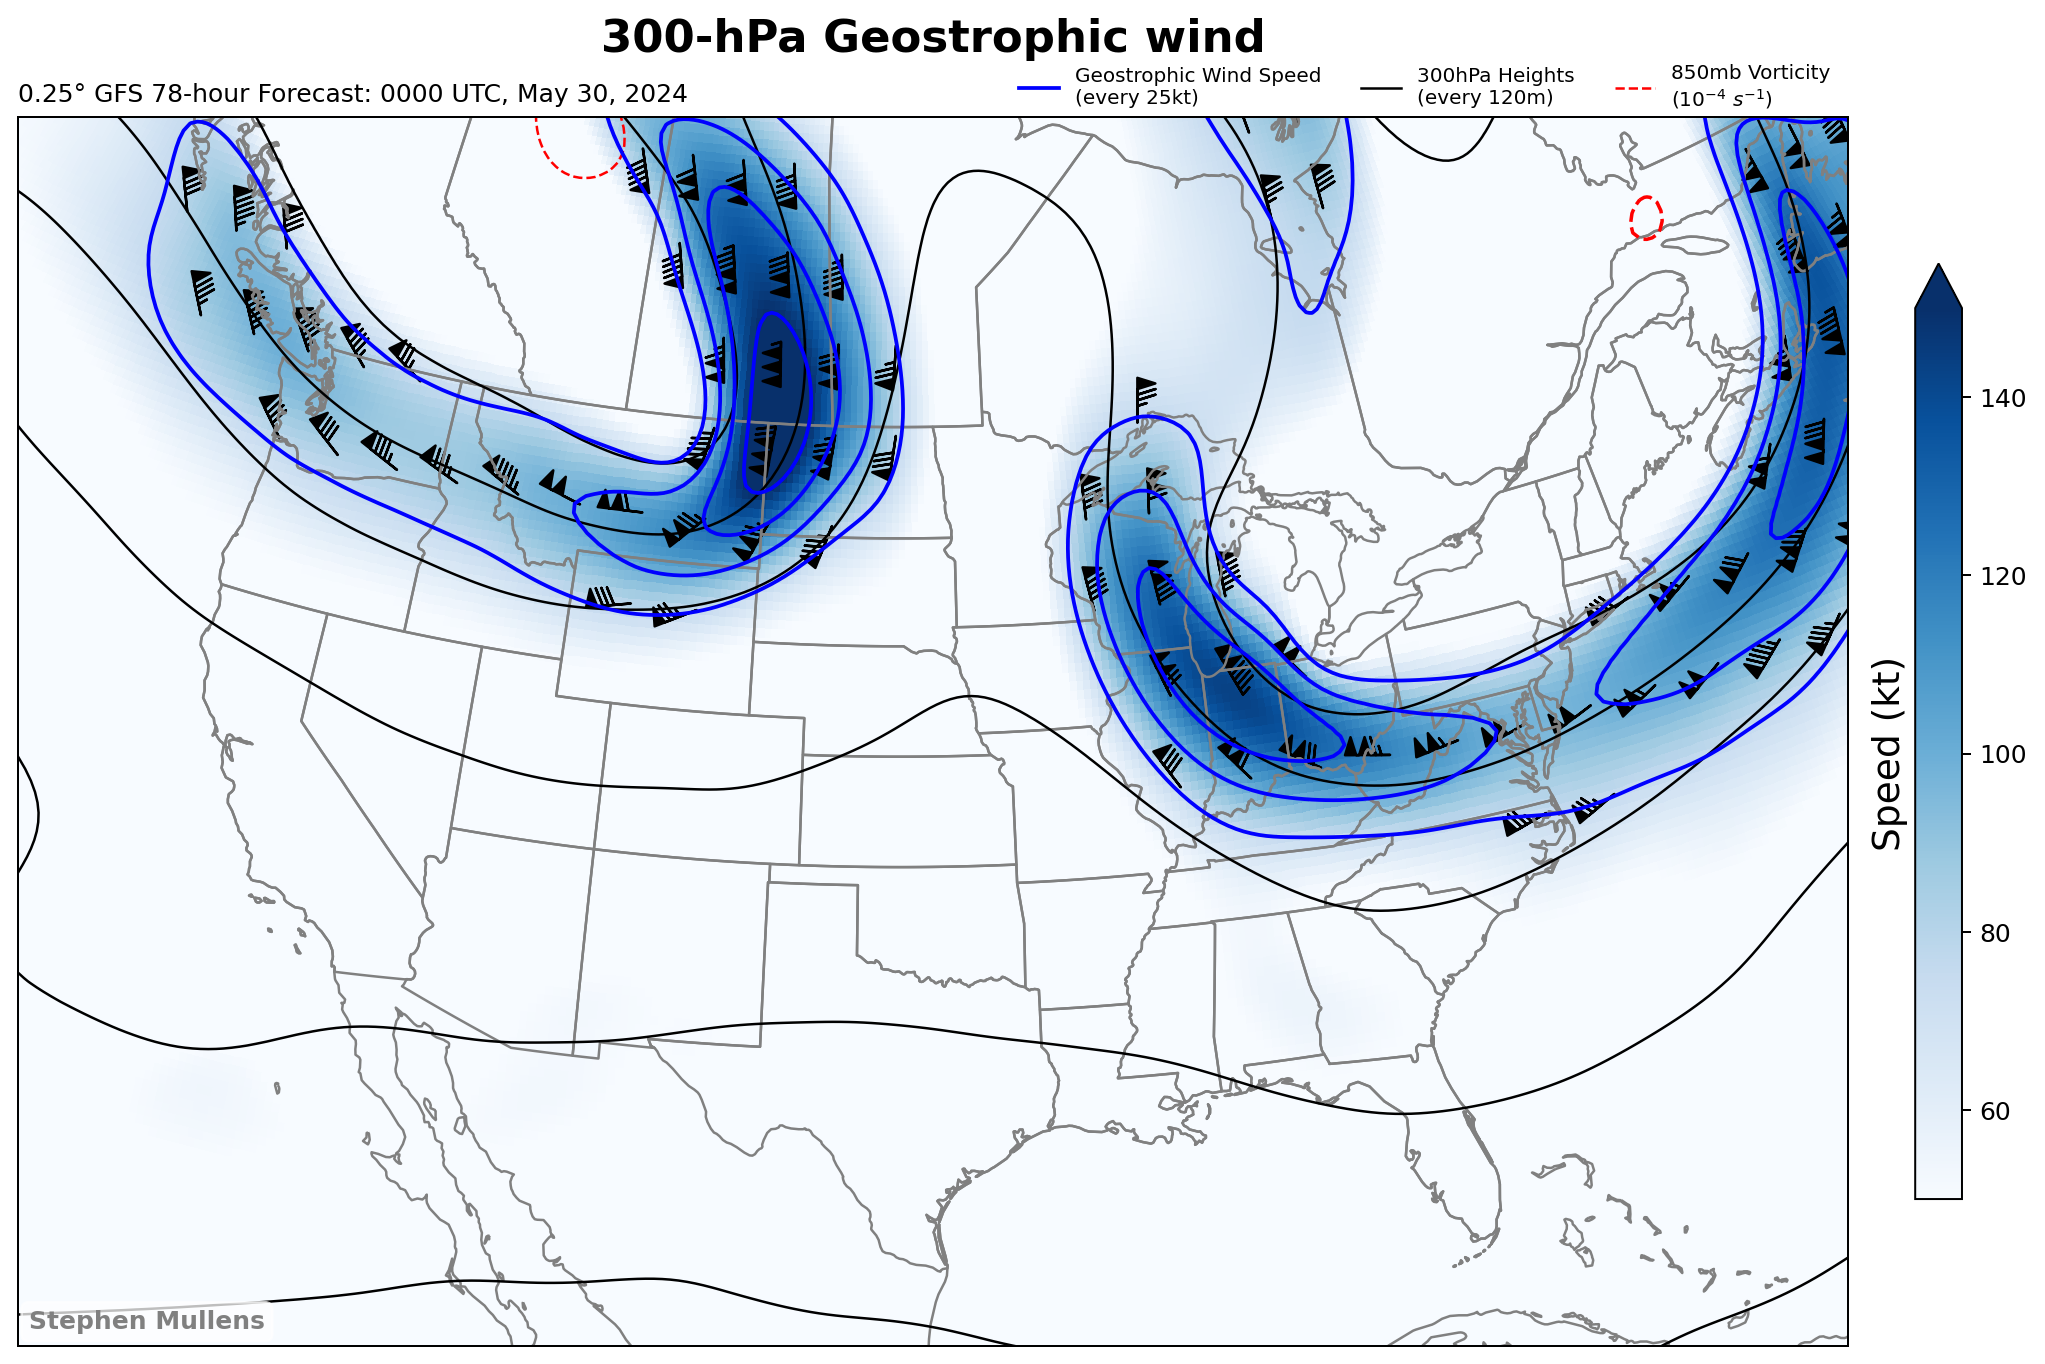 300-hPa Geostrophic wind
0.25° GFS 78-hour Forecast: 0000 UTC, May 30, 2024
Geostrophic Wind Speed
(every 25kt)
300hPa Heights
(every 120m)
850mb Vorticity
(10⁻⁴ s⁻¹)
140
120
100
80
60
Speed (kt)
Stephen Mullens